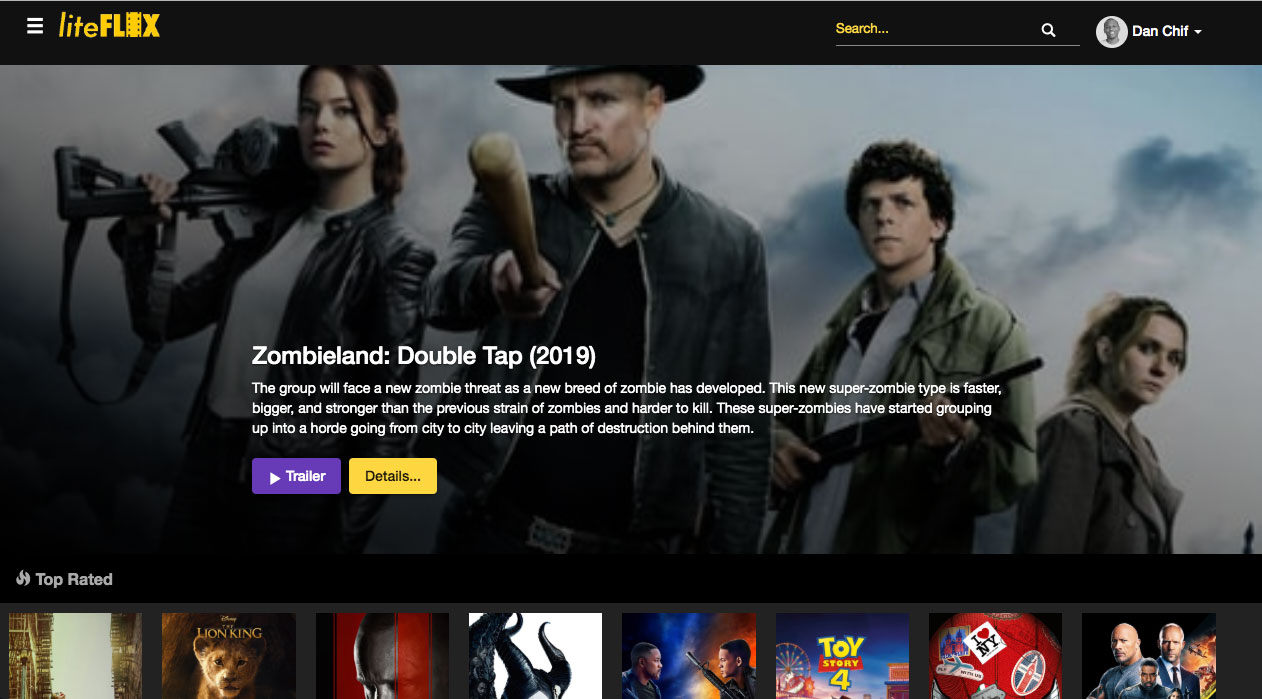 liteFLIX
Search...
Dan Chif
Zombieland: Double Tap (2019)
The group will face a new zombie threat as a new breed of zombie has developed. This new super-zombie type is faster,
bigger, and stronger than the previous strain of zombies and harder to kill. These super-zombies have started grouping
up into a horde going from city to city leaving a path of destruction behind them.
Trailer
Details...
Top Rated
Disney
THE
LION KING
TOY
STORY
4
I NY
WITH US